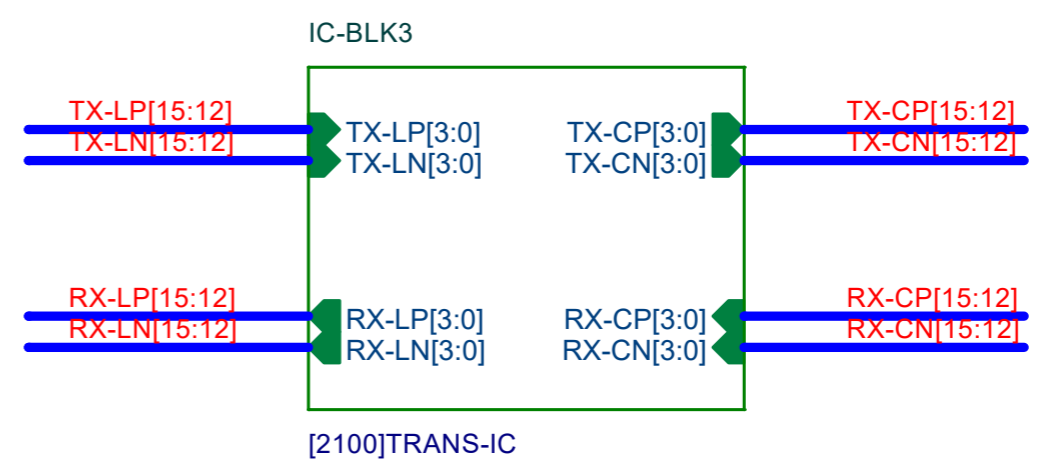 IC-BLK3
TX-LP[15:12]
TX-LN[15:12]
TX-LP[3:0]
TX-LN[3:0]
TX-CP[3:0]
TX-CN[3:0]
TX-CP[15:12]
TX-CN[15:12]
RX-LP[15:12]
RX-LN[15:12]
RX-LP[3:0]
RX-LN[3:0]
RX-CP[3:0]
RX-CN[3:0]
RX-CP[15:12]
RX-CN[15:12]
[2100]TRANS-IC